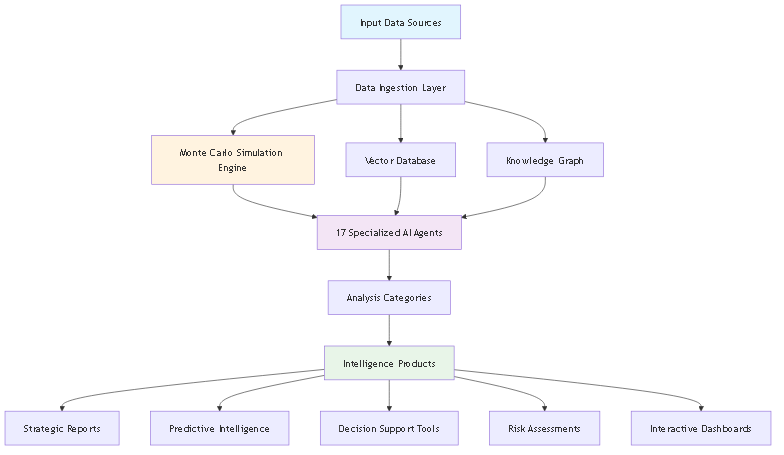 Input Data Sources
Data Ingestion Layer
Monte Carlo Simulation
Engine
Vector Database
Knowledge Graph
17 Specialized AI Agents
Analysis Categories
Intelligence Products
Strategic Reports
Predictive Intelligence
Decision Support Tools
Risk Assessments
Interactive Dashboards